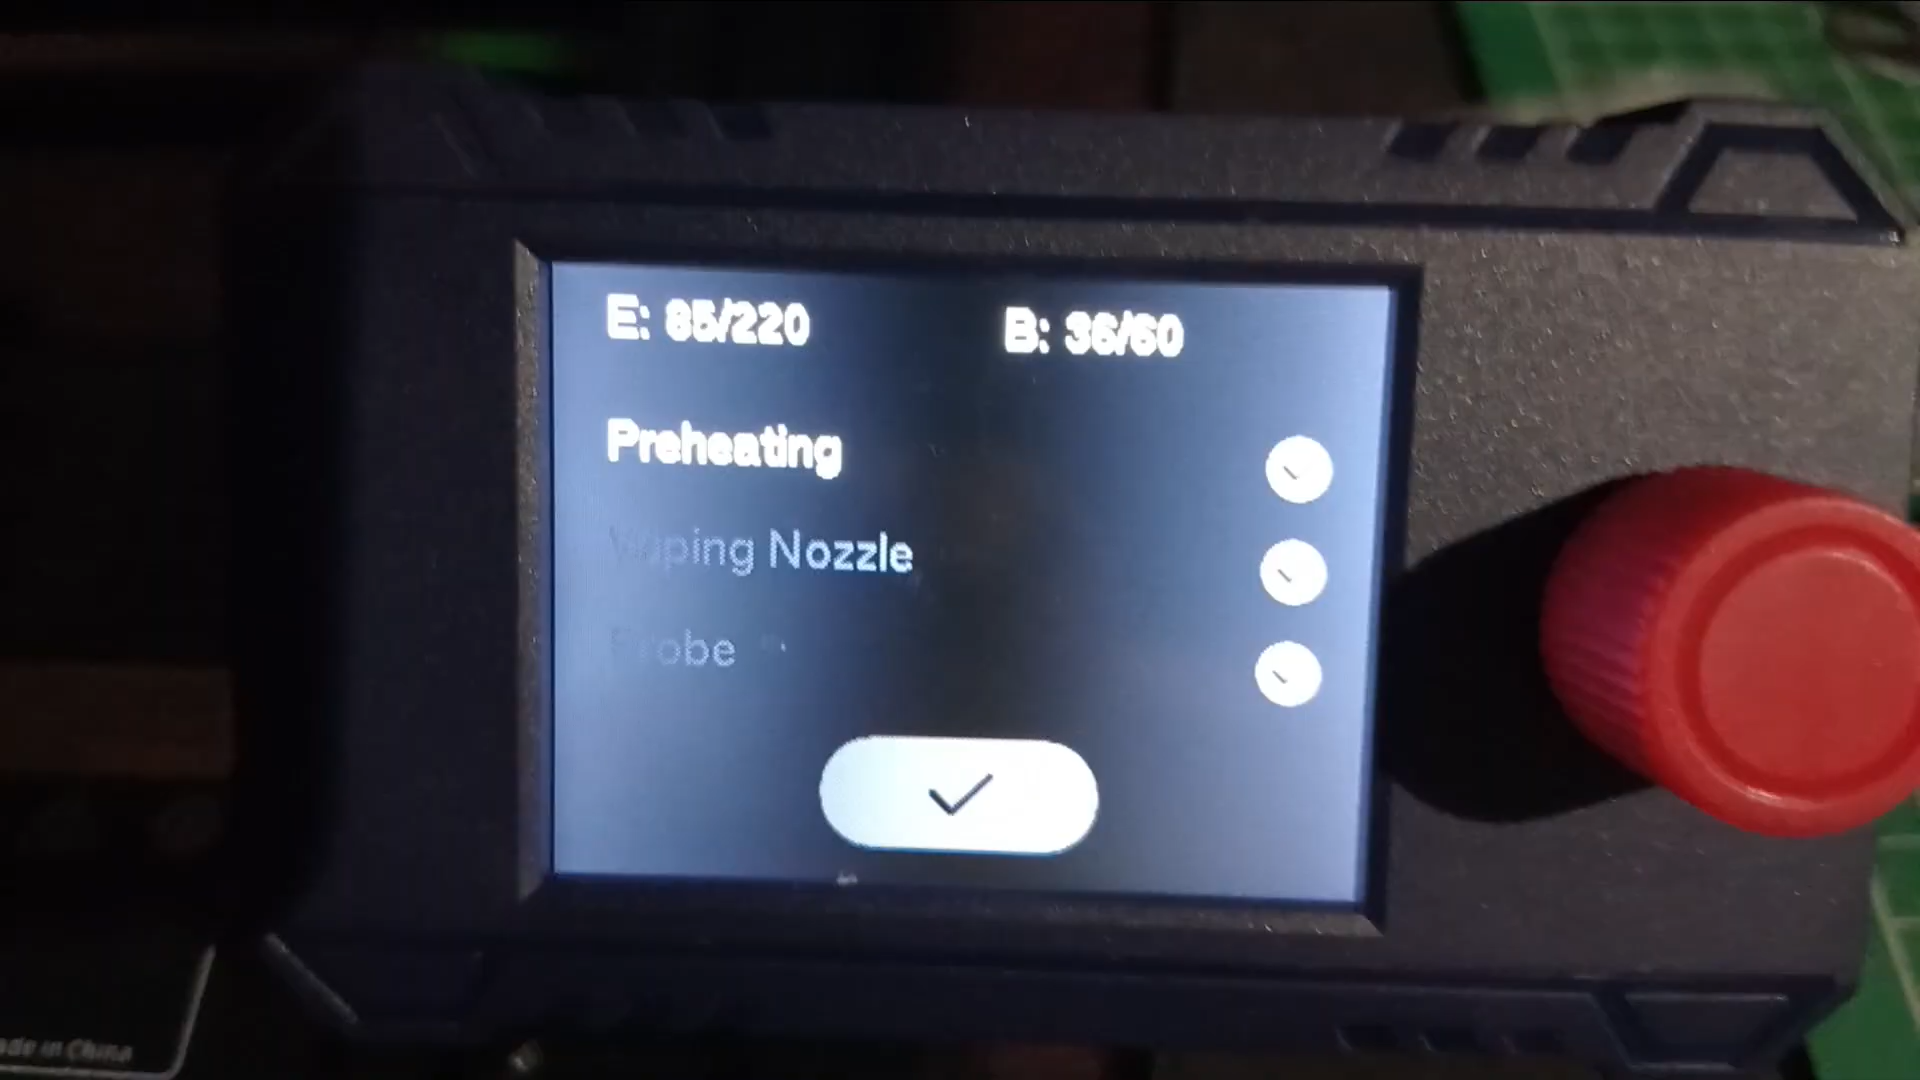 E: 85/220
B: 36/60
Preheating
Wiping Nozzle
Probe
Made in China